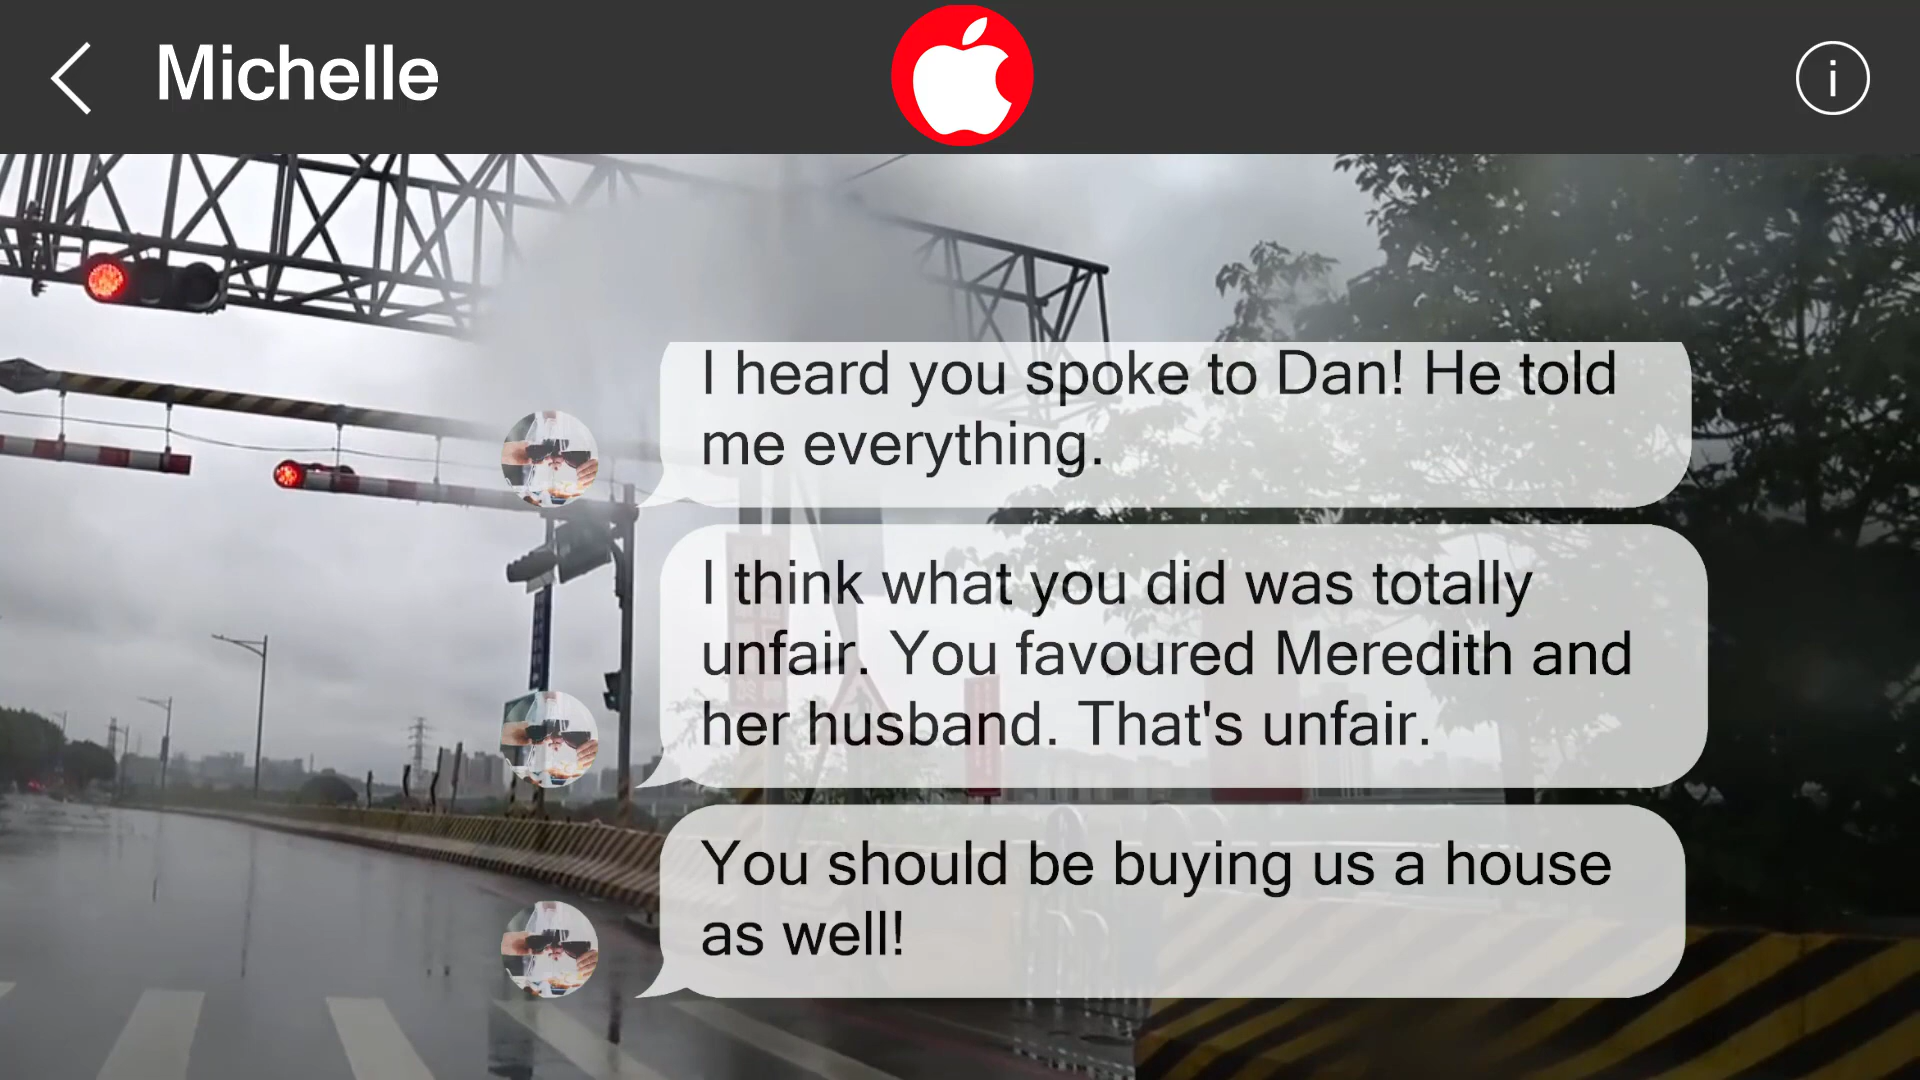 Michelle
I heard you spoke to Dan! He told
me everything.
I think what you did was totally
unfair. You favoured Meredith and
her husband. That's unfair.
You should be buying us a house
as well!